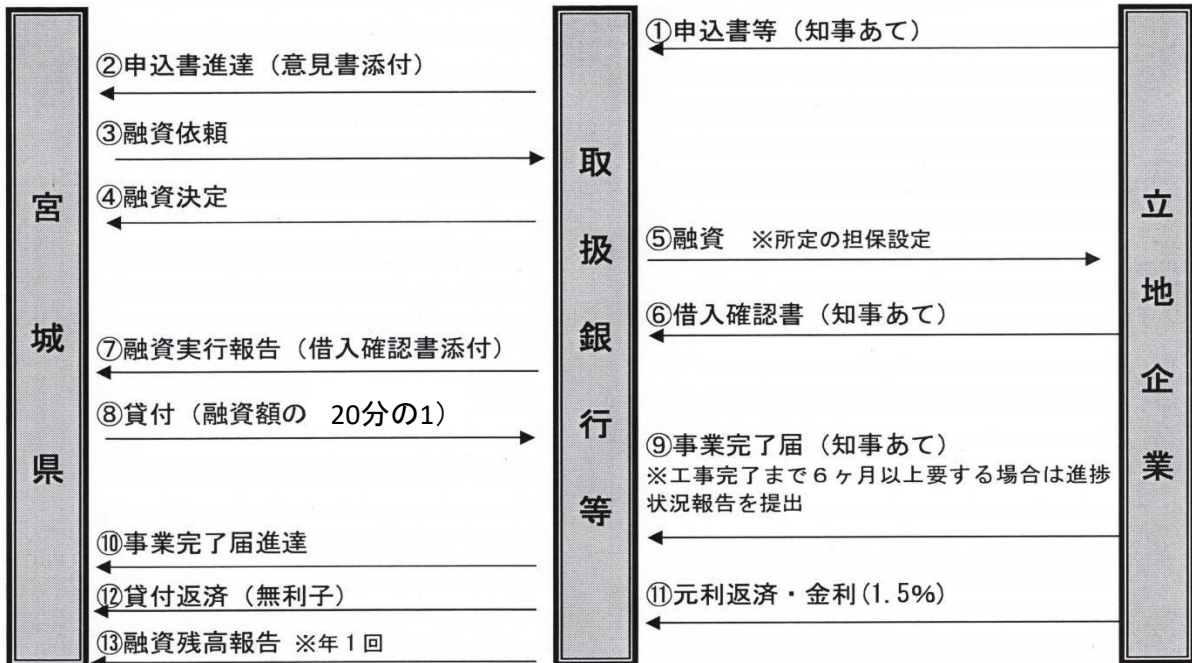 宮城県
取扱銀行等
立地企業
①申込書等（知事あて）
②申込書進達（意見書添付）
③融資依頼
④融資決定
⑤融資　※所定の担保設定
⑥借入確認書（知事あて）
⑦融資実行報告（借入確認書添付）
⑧貸付（融資額の　20分の1）
⑨事業完了届（知事あて）
※工事完了まで６ヶ月以上要する場合は進捗
状況報告を提出
⑩事業完了届進達
⑫貸付返済（無利子）
⑪元利返済・金利(1.5%)
⑬融資残高報告 ※年１回